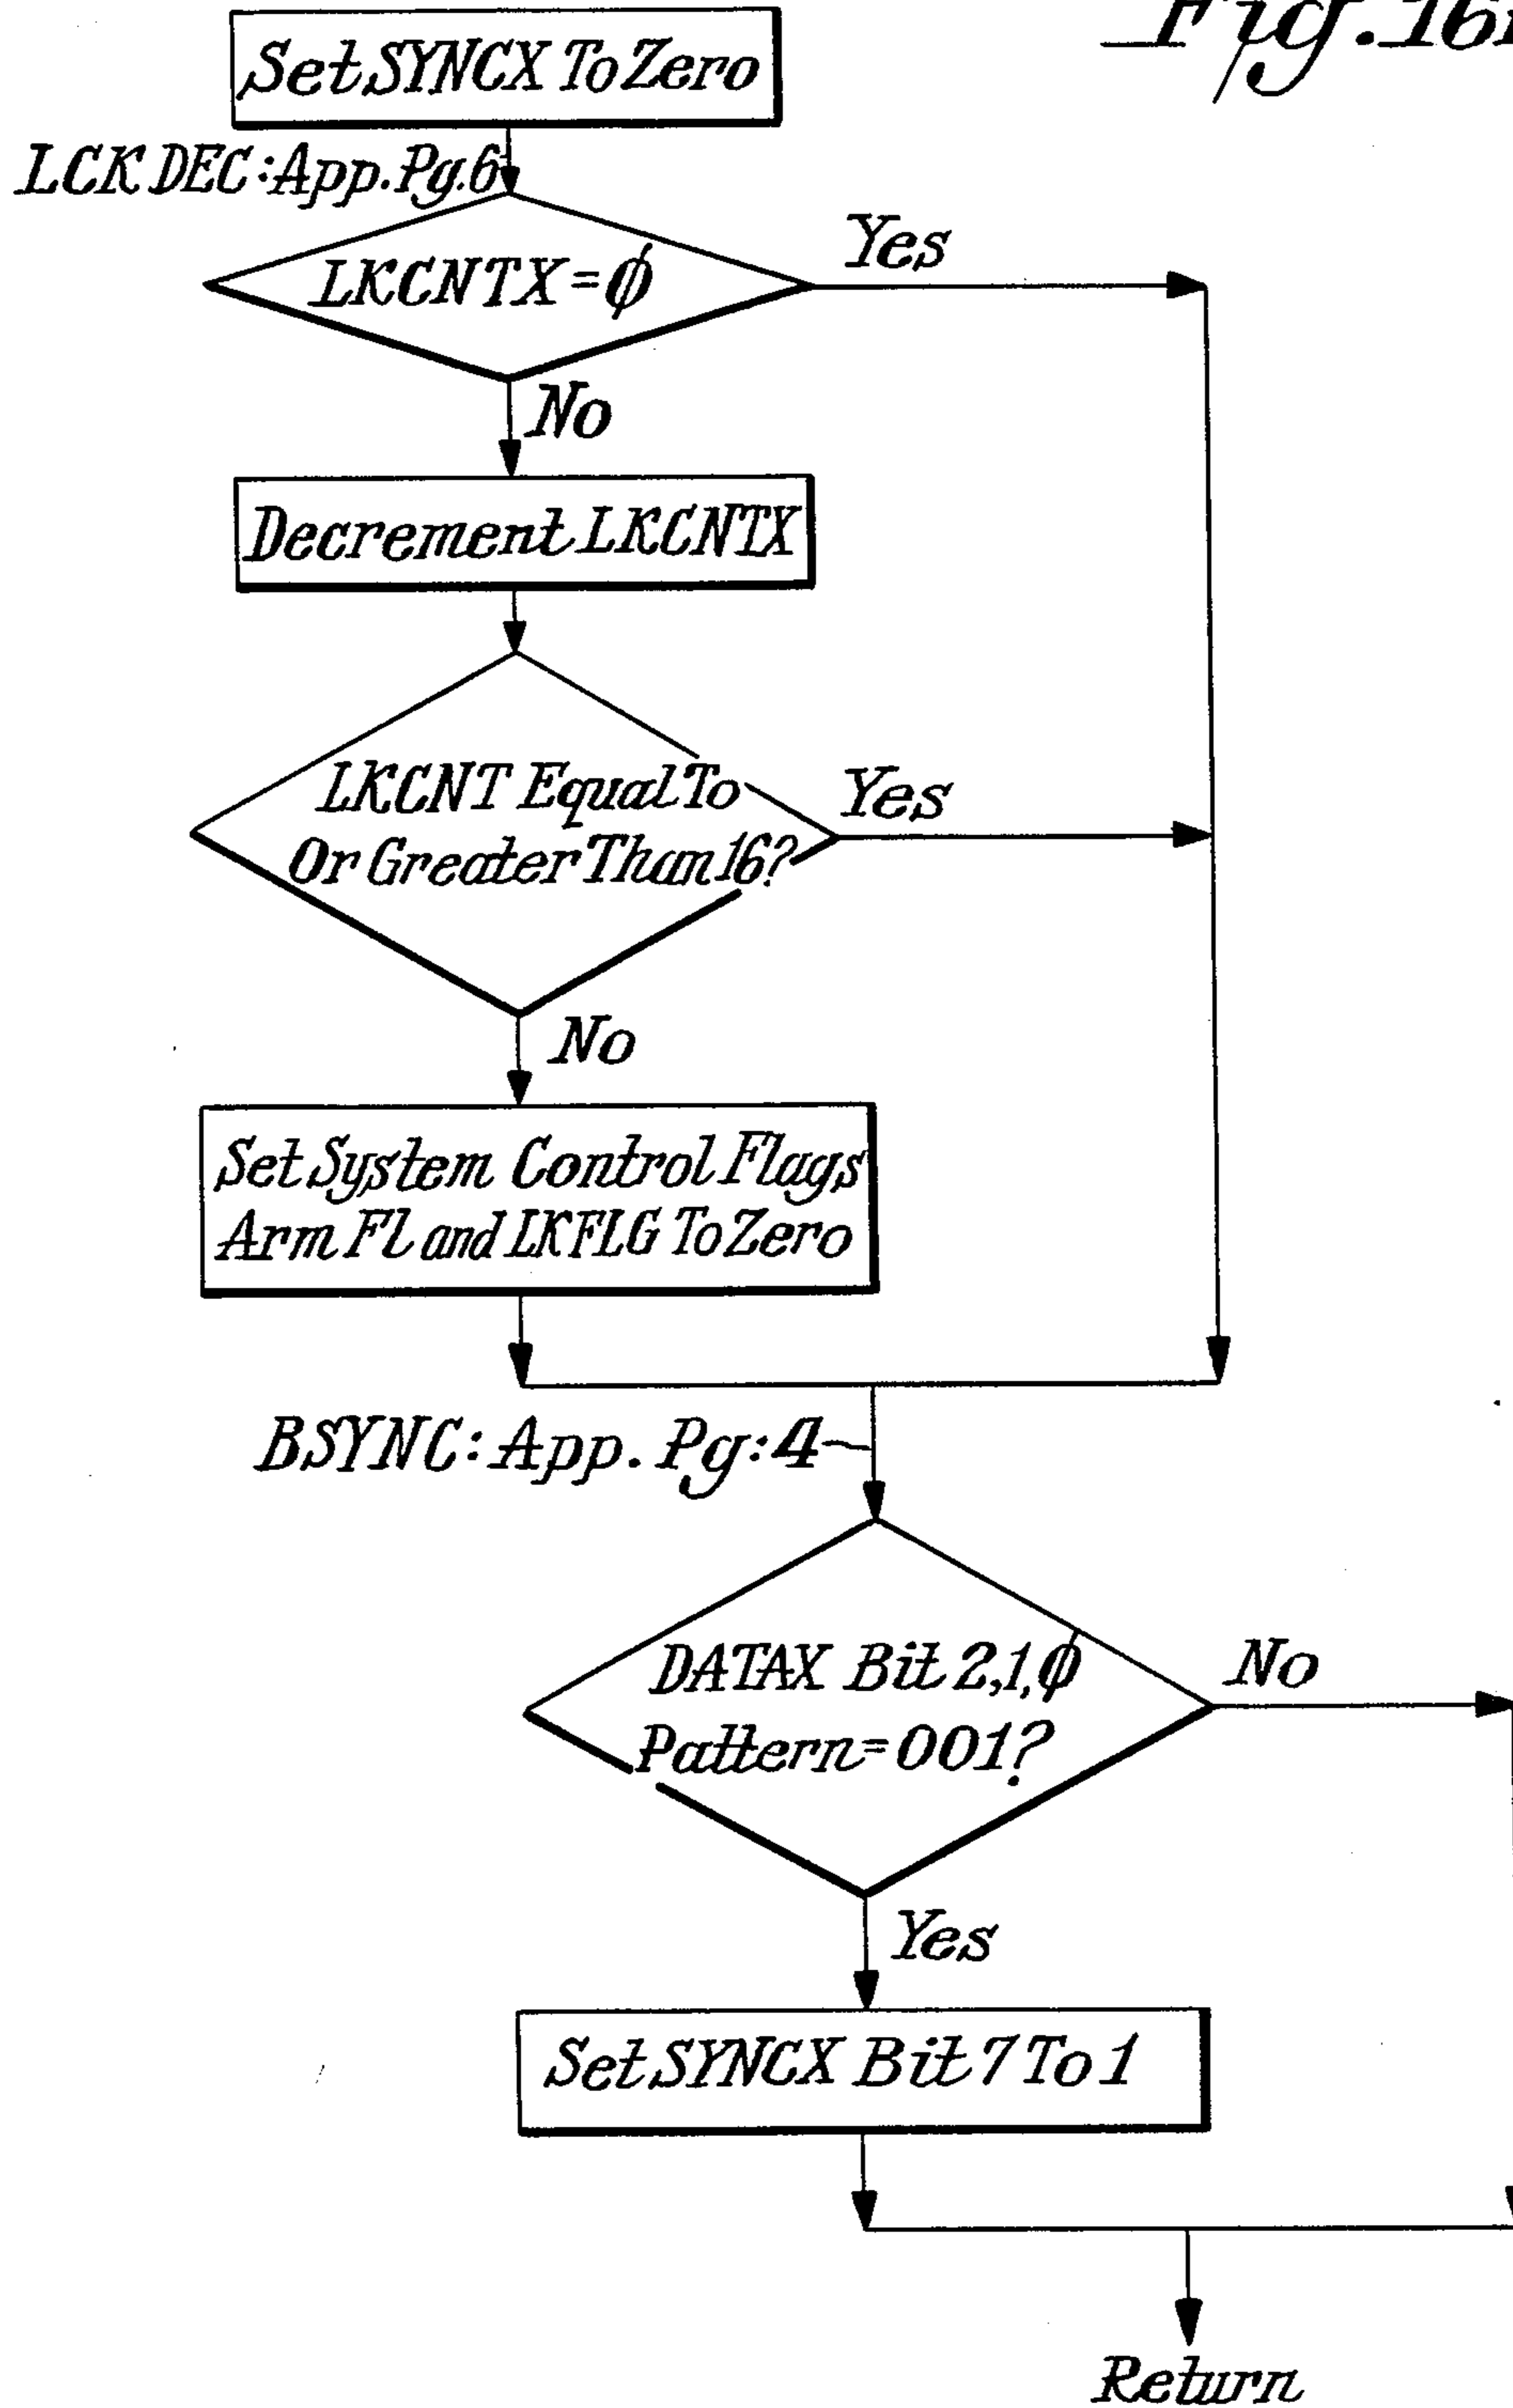 Fig. 16
Set SYNCX To Zero
LCK DEC: App. Pg. 6
LKCNTX = ϕ
Yes
No
Decrement LKCNTX
LKCNT Equal To
Or Greater Than 16?
Yes
No
Set System Control Flags
Arm Fl and LKFLG To Zero
BSYNC: App. Pg: 4
DATAX Bit 2,1,ϕ
Pattern = 001?
No
Yes
Set SYNCX Bit 7 To 1
Return